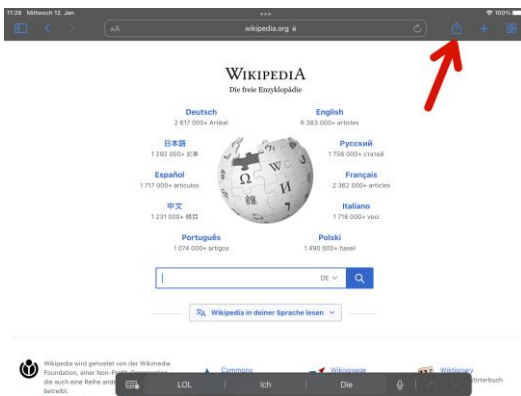 11:28 Mittwoch 12. Jan.
100%
AA
wikipedia.org
WIKIPEDIA
Die freie Enzyklopädie
Deutsch
2 617 000+ Artikel
English
6 383 000+ articles
日本語
1 292 000+ 記事
Русский
1 756 000+ статей
Español
1 717 000+ artículos
Français
2 362 000+ articles
中文
1 231 000+ 條目
Italiano
1 718 000+ voci
Português
1 074 000+ artigos
Polski
1 490 000+ haseł
DE
Wikipedia in deiner Sprache lesen
Wikipedia wird gehostet von der Wikimedia
Foundation, einer Non-Profit-Organisation,
die auch eine Reihe
betreibt.
Commons
Wikivoyage
Wiktionary
LOL
Ich
Die